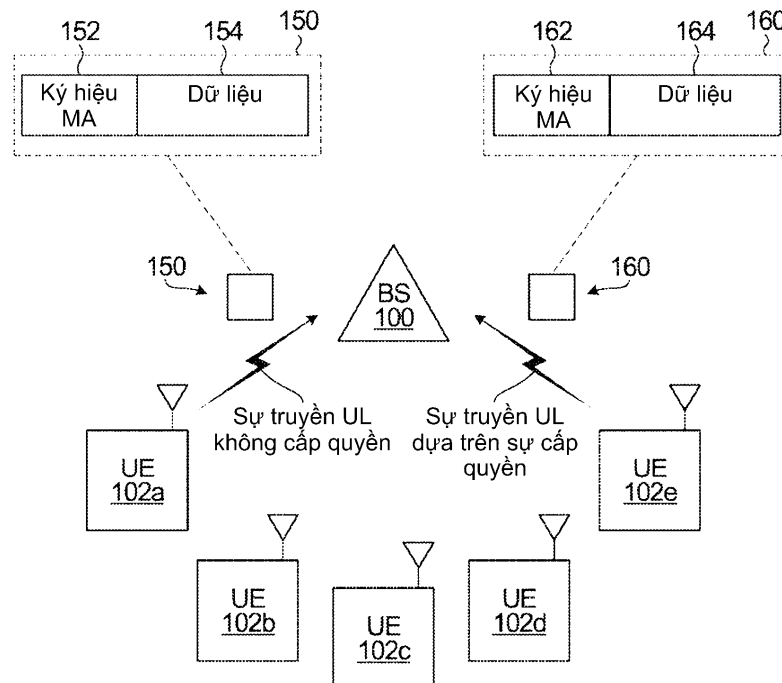 152
154
150
162
164
160
Ký hiệu
MA
Dữ liệu
Ký hiệu
MA
Dữ liệu
150
BS
100
160
Sự truyền UL
không cấp quyền
Sự truyền UL
dựa trên sự cấp
quyền
UE
102a
UE
102e
UE
102b
UE
102c
UE
102d